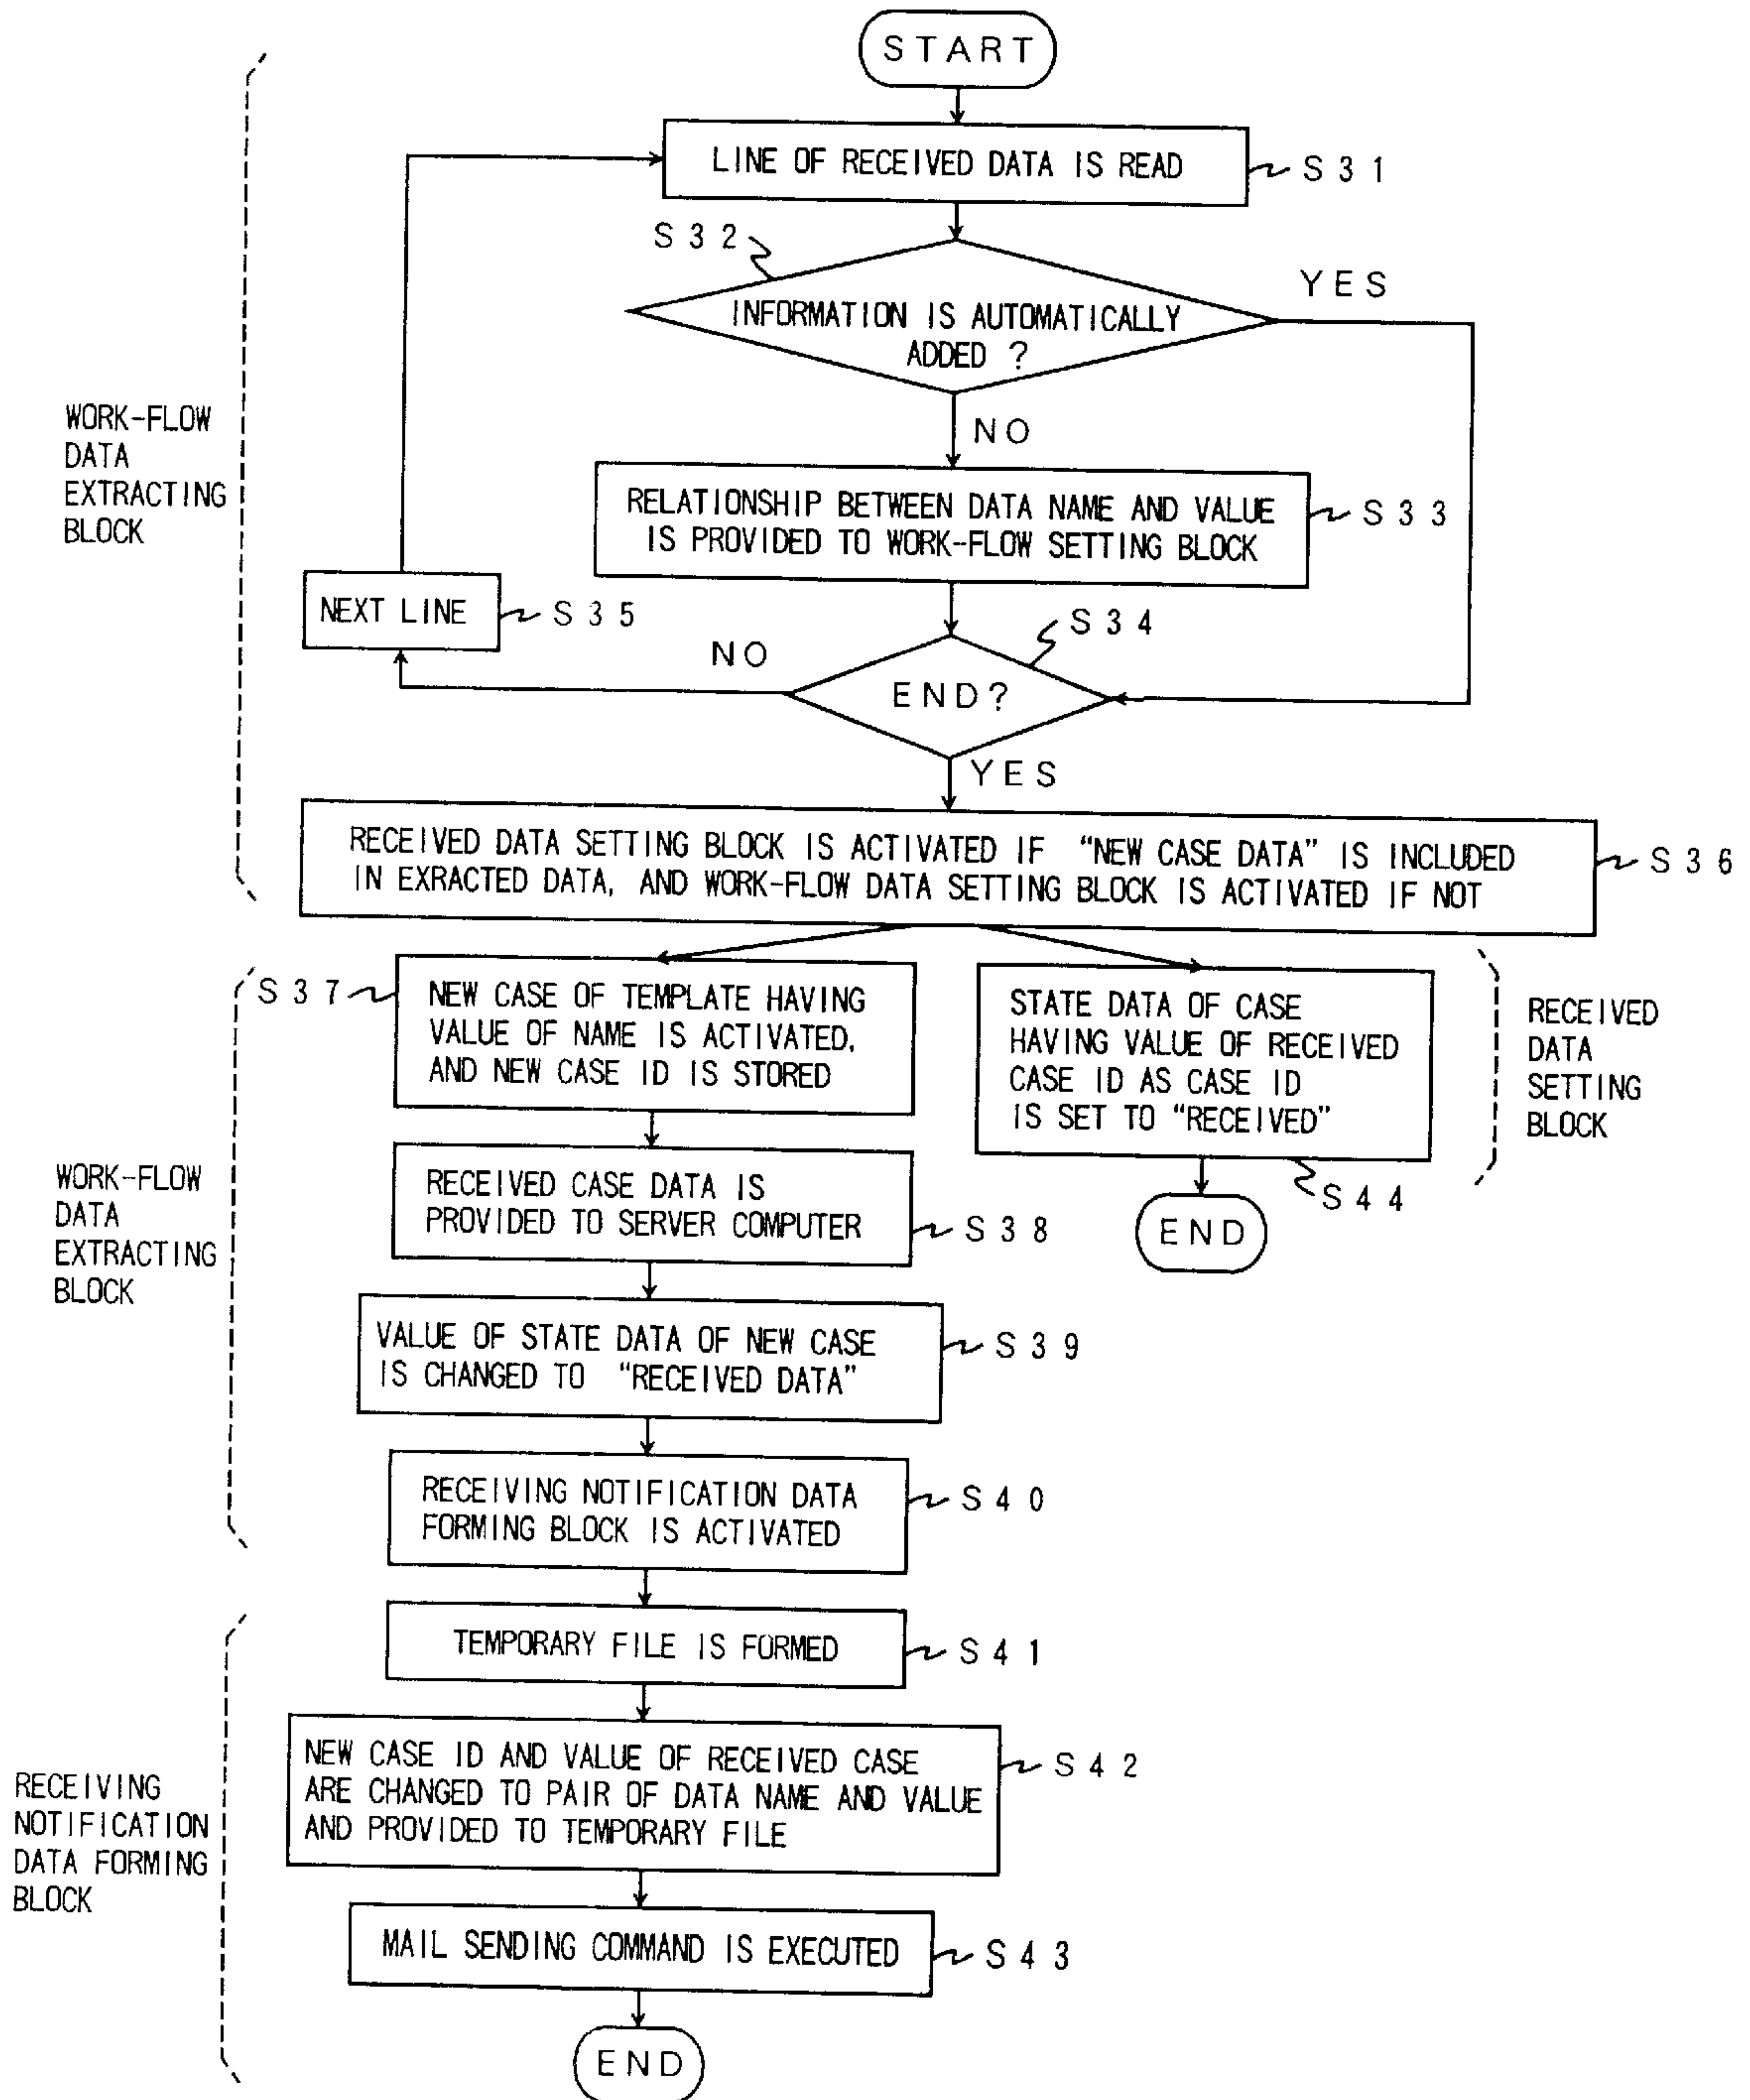 START
LINE OF RECEIVED DATA IS READ
S31
S32
INFORMATION IS AUTOMATICALLY
ADDED ?
YES
NO
WORK-FLOW
DATA
EXTRACTING
BLOCK
RELATIONSHIP BETWEEN DATA NAME AND VALUE
IS PROVIDED TO WORK-FLOW SETTING BLOCK
S33
NEXT LINE
S35
S34
NO
END?
YES
RECEIVED DATA SETTING BLOCK IS ACTIVATED IF "NEW CASE DATA" IS INCLUDED
IN EXRACTED DATA, AND WORK-FLOW DATA SETTING BLOCK IS ACTIVATED IF NOT
S36
S37
NEW CASE OF TEMPLATE HAVING
VALUE OF NAME IS ACTIVATED,
AND NEW CASE ID IS STORED
STATE DATA OF CASE
HAVING VALUE OF RECEIVED
CASE ID AS CASE ID
IS SET TO "RECEIVED"
RECEIVED
DATA
SETTING
BLOCK
S44
END
WORK-FLOW
DATA
EXTRACTING
BLOCK
RECEIVED CASE DATA IS
PROVIDED TO SERVER COMPUTER
S38
VALUE OF STATE DATA OF NEW CASE
IS CHANGED TO "RECEIVED DATA"
S39
RECEIVING NOTIFICATION DATA
FORMING BLOCK IS ACTIVATED
S40
TEMPORARY FILE IS FORMED
S41
RECEIVING
NOTIFICATION
DATA FORMING
BLOCK
NEW CASE ID AND VALUE OF RECEIVED CASE
ARE CHANGED TO PAIR OF DATA NAME AND VALUE
AND PROVIDED TO TEMPORARY FILE
S42
MAIL SENDING COMMAND IS EXECUTED
S43
END